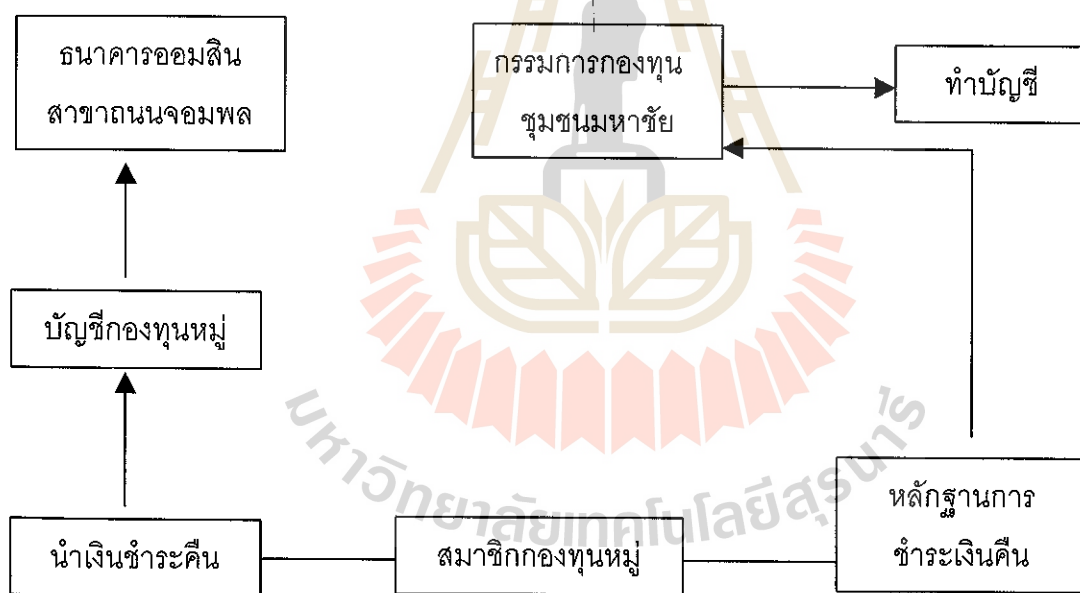 ธนาคารออมสิน
สาขาถนนจอมพล
กรรมการกองทุน
ชุมชนมหาชัย
ทำบัญชี
บัญชีกองทุนหมู่
นำเงินชำระคืน
สมาชิกกองทุนหมู่
หลักฐานการ
ชำระเงินคืน
มหาวิทยาลัยเทคโนโลยีสุรนาร